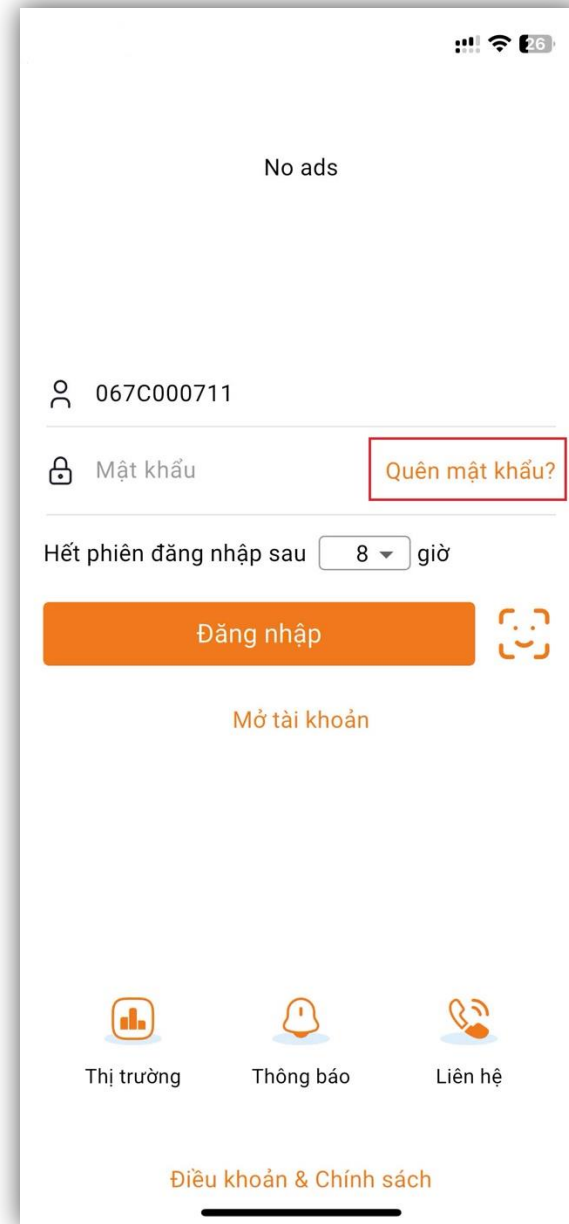 26
No ads
067C000711
Mật khẩu
Quên mật khẩu?
Hết phiên đăng nhập sau 8 giờ
Đăng nhập
Mở tài khoản
Thị trường Thông báo Liên hệ
Điều khoản & Chính sách